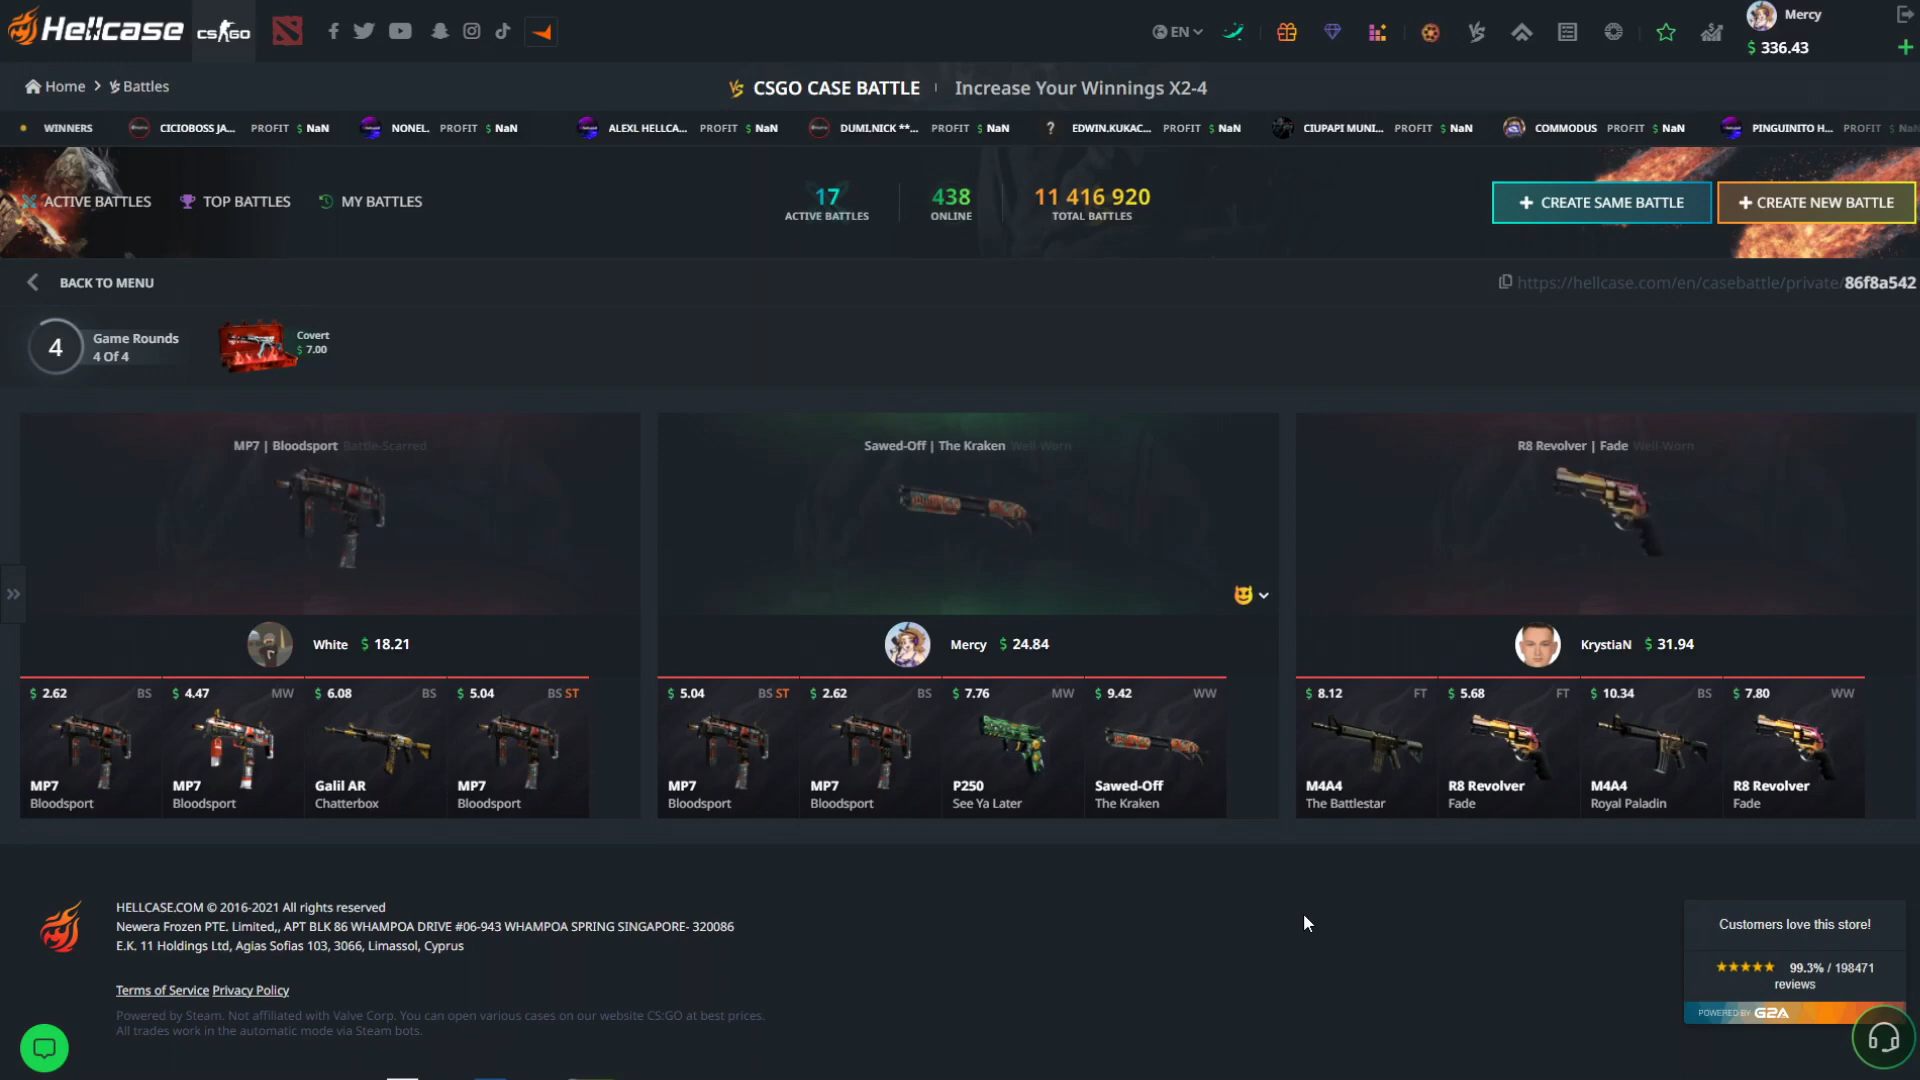 Hellcase
CS:GO
EN
Mercy
$ 336.43
Home > Battles
CSGO CASE BATTLE
Increase Your Winnings X2-4
WINNERS
CICIOBOSS JA... PROFIT $ NaN
NONEL. PROFIT $ NaN
ALEXL HELLCA... PROFIT $ NaN
DUMI.NICK **... PROFIT $ NaN
? EDWIN.KUKAC... PROFIT $ NaN
CIUPAPI MUNI... PROFIT $ NaN
COMMODUS PROFIT $ NaN
PINGUINITO H... PROFIT $ NaN
ACTIVE BATTLES
TOP BATTLES
MY BATTLES
17
ACTIVE BATTLES
438
ONLINE
11 416 920
TOTAL BATTLES
+ CREATE SAME BATTLE
+ CREATE NEW BATTLE
BACK TO MENU
https://hellcase.com/en/casebattle/private/86f8a542
4
Game Rounds
4 Of 4
Covert
$ 7.00
MP7 | Bloodsport Battle-Scarred
Sawed-Off | The Kraken Well-Worn
R8 Revolver | Fade Well-Worn
White $ 18.21
Mercy $ 24.84
KrystiaN $ 31.94
$ 2.62 BS
MP7
Bloodsport
$ 4.47 MW
MP7
Bloodsport
$ 6.08 BS
Galil AR
Chatterbox
$ 5.04 BS ST
MP7
Bloodsport
$ 5.04 BS ST
MP7
Bloodsport
$ 2.62 BS
MP7
Bloodsport
$ 7.76 MW
P250
See Ya Later
$ 9.42 WW
Sawed-Off
The Kraken
$ 8.12 FT
M4A4
The Battlestar
$ 5.68 FT
R8 Revolver
Fade
$ 10.34 BS
M4A4
Royal Paladin
$ 7.80 WW
R8 Revolver
Fade
HELLCASE.COM © 2016-2021 All rights reserved
Newera Frozen PTE. Limited,, APT BLK 86 WHAMPOA DRIVE #06-943 WHAMPOA SPRING SINGAPORE- 320086
E.K. 11 Holdings Ltd, Agias Sofias 103, 3066, Limassol, Cyprus
Terms of Service Privacy Policy
Powered by Steam. Not affiliated with Valve Corp. You can open various cases on our website CS:GO at best prices.
All trades work in the automatic mode via Steam bots.
Customers love this store!
99.3% / 198471
reviews
POWERED BY G2A